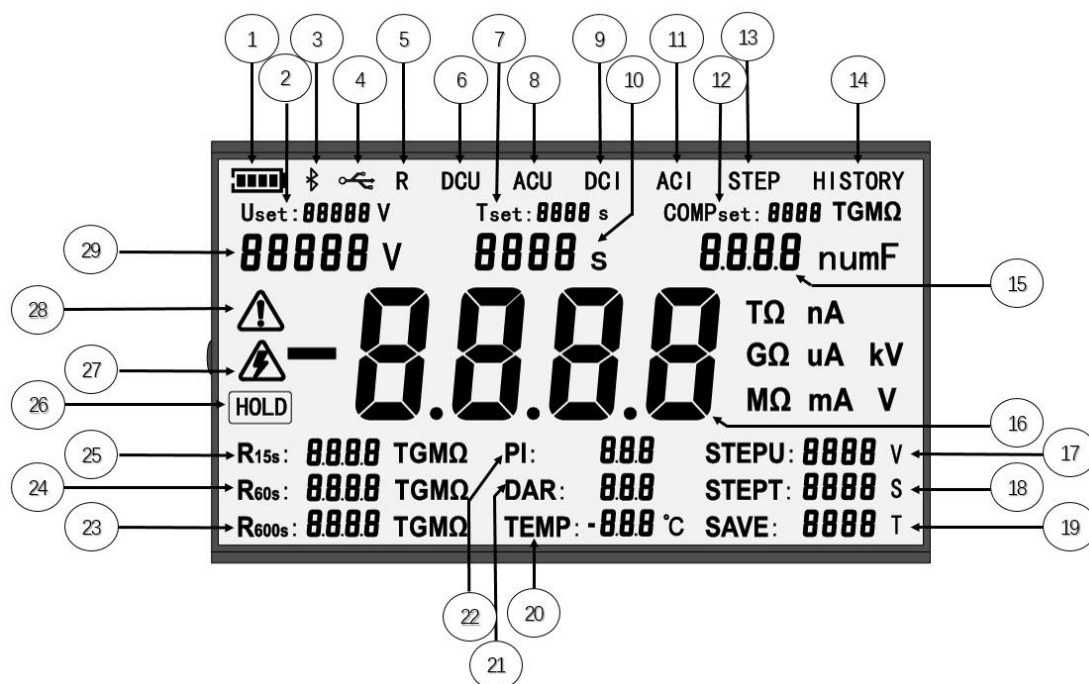 1 3 5 7 9 11 13
2 4 6 8 10 12 14
R DCU ACU DCI ACI STEP HISTORY
Uset: 88888 V Tset: 8888 s COMPset: 8888 TGMΩ
29 88888 V 8888 s 8.8.8.8 numF
15
28 8.8.8.8 TΩ nA
27 - GΩ uA kV
26 HOLD MΩ mA V
16
25 R15s: 8.8.8.8 TGMΩ PI: 8.8.8 STEPU: 8888 V 17
24 R60s: 8.8.8.8 TGMΩ DAR: 8.8.8 STEPT: 8888 S 18
23 R600s: 8.8.8.8 TGMΩ TEMP: -8.8.8 °C SAVE: 8888 T 19
22 20
21